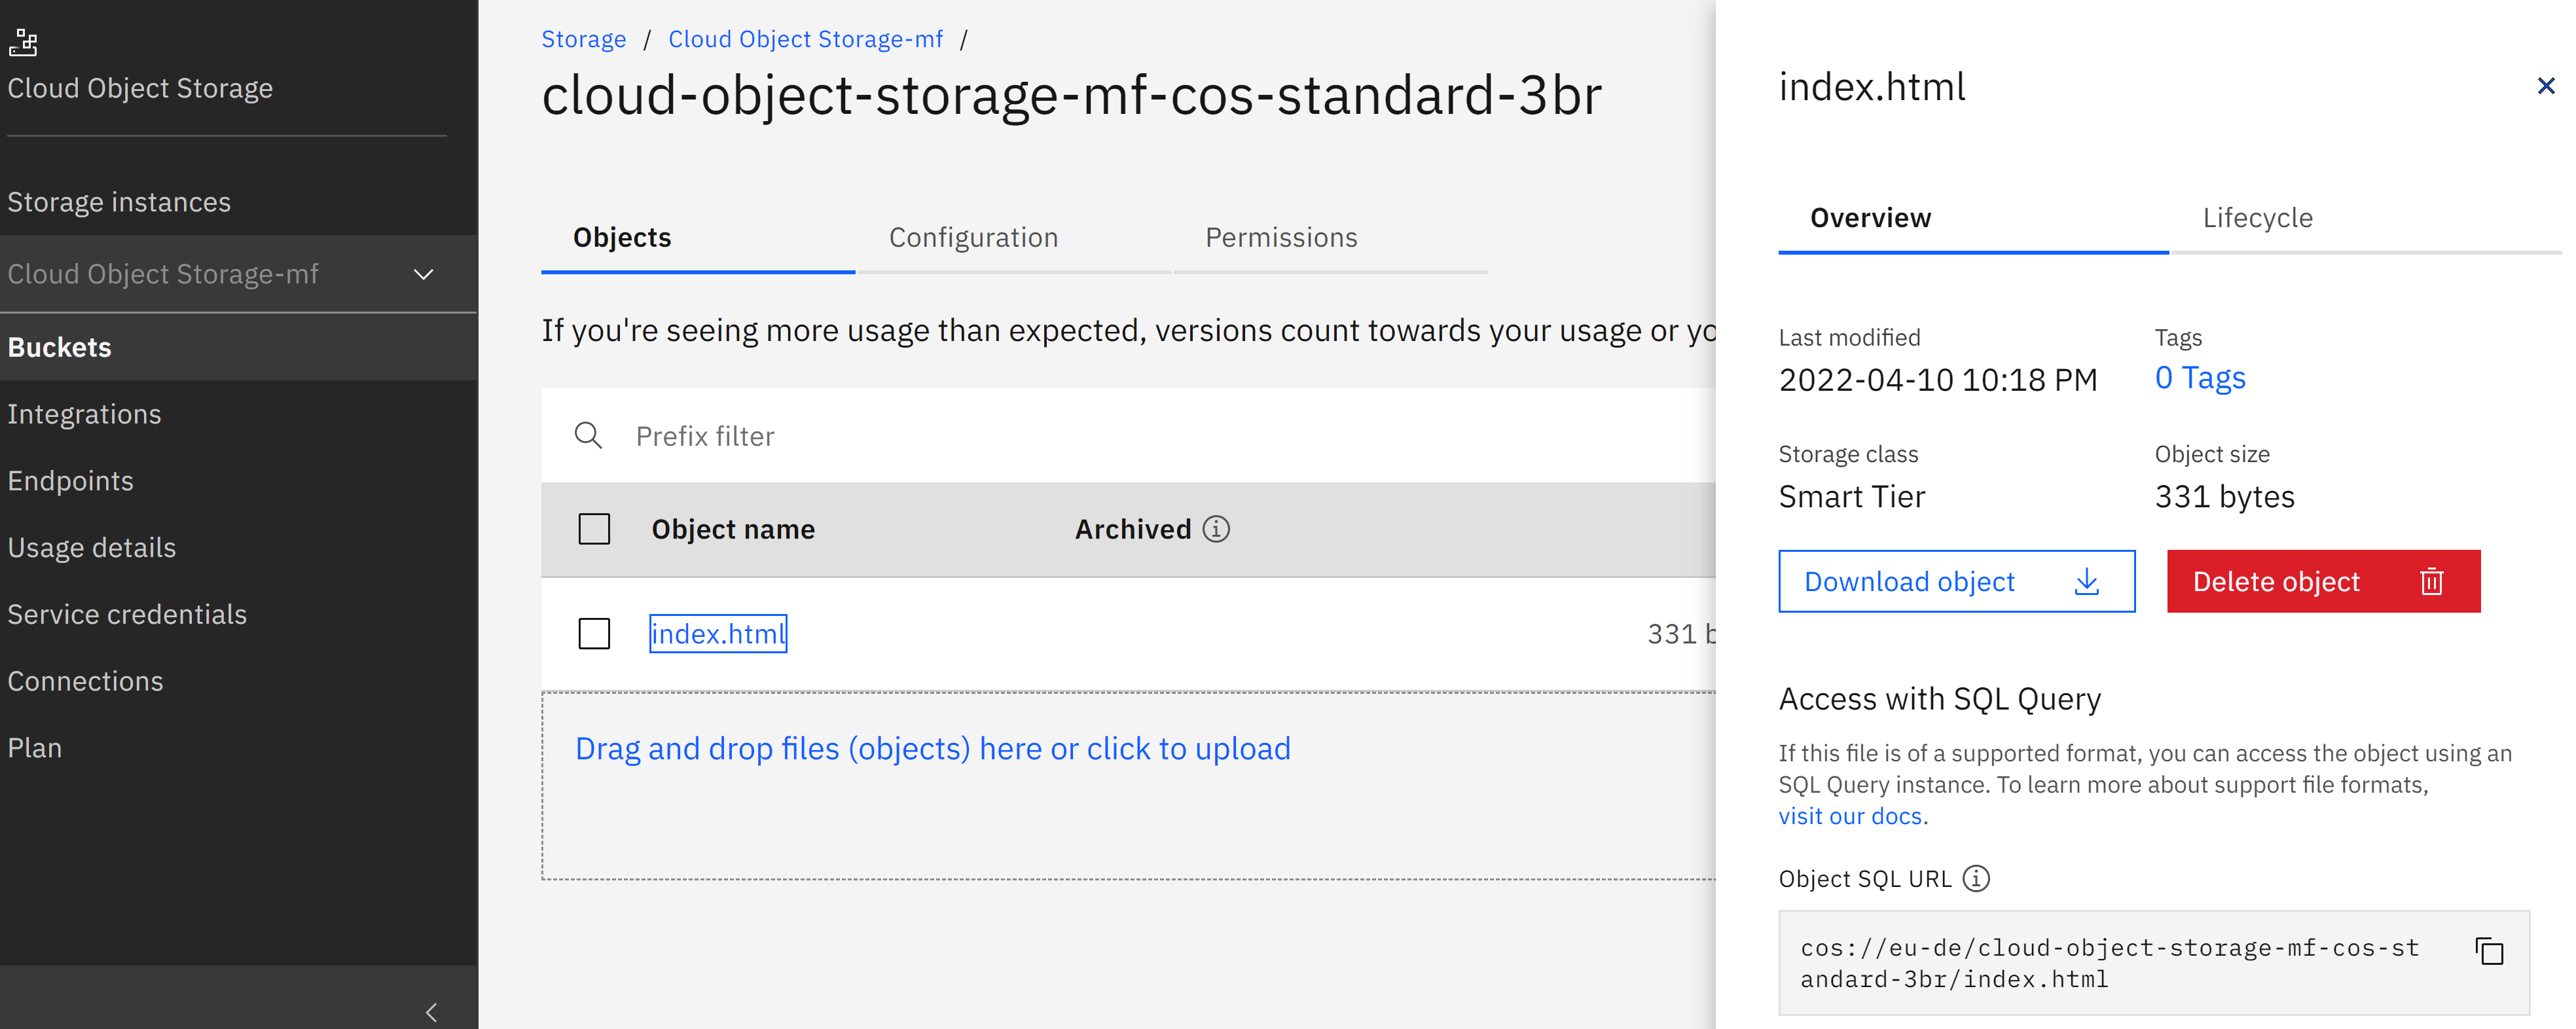 Cloud Object Storage
Storage instances
Cloud Object Storage-mf
Buckets
Integrations
Endpoints
Usage details
Service credentials
Connections
Plan
Storage / Cloud Object Storage-mf /
cloud-object-storage-mf-cos-standard-3br
Objects Configuration Permissions
If you're seeing more usage than expected, versions count towards your usage or yo
Prefix filter
Object name Archived
index.html 331 b
Drag and drop files (objects) here or click to upload
index.html
Overview Lifecycle
Last modified Tags
2022-04-10 10:18 PM 0 Tags
Storage class Object size
Smart Tier 331 bytes
Download object Delete object
Access with SQL Query
If this file is of a supported format, you can access the object using an
SQL Query instance. To learn more about support file formats,
visit our docs.
Object SQL URL
cos://eu-de/cloud-object-storage-mf-cos-st
andard-3br/index.html